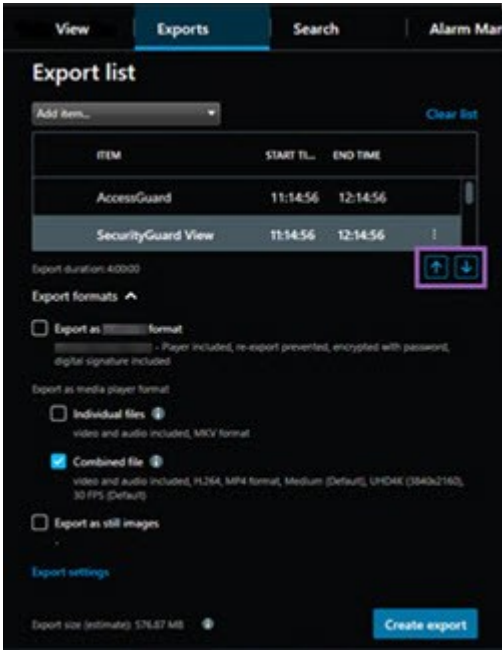 View Exports Search Alarm Mar
Export list
Add item...
Clear list
ITEM START TI... END TIME
AccessGuard 11:14:56 12:14:56
SecurityGuard View 11:14:56 12:14:56
Export duration: 4:00:00
Export formats
Export as format
- Player included, re-export prevented, encrypted with password,
digital signature included
Export as media player format
Individual files
video and audio included, MKV format
Combined file
video and audio included, H.264, MP4 format, Medium (Default), UHD4K (3840x2160),
30 FPS (Default)
Export as still images
-
Export settings
Export size (estimate): 576.87 MB
Create export